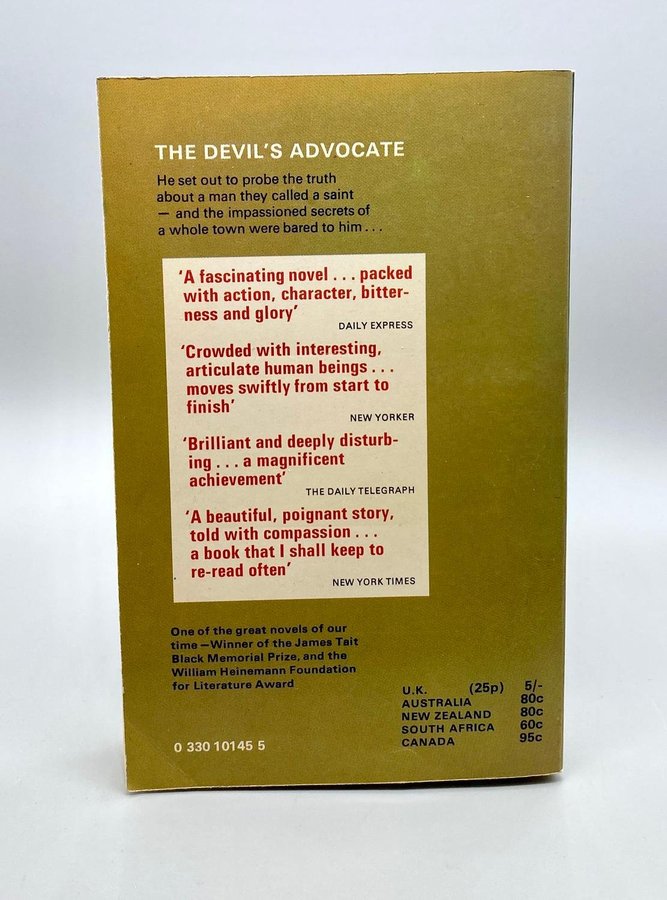 THE DEVIL'S ADVOCATE
He set out to probe the truth
about a man they called a saint
— and the impassioned secrets of
a whole town were bared to him . . .
'A fascinating novel . . . packed
with action, character, bitter-
ness and glory'
DAILY EXPRESS
'Crowded with interesting,
articulate human beings . . .
moves swiftly from start to
finish'
NEW YORKER
'Brilliant and deeply disturb-
ing . . . a magnificent
achievement'
THE DAILY TELEGRAPH
'A beautiful, poignant story,
told with compassion . . .
a book that I shall keep to
re-read often'
NEW YORK TIMES
One of the great novels of our
time —Winner of the James Tait
Black Memorial Prize, and the
William Heinemann Foundation
for Literature Award
U.K. (25p) 5/-
AUSTRALIA 80c
NEW ZEALAND 80c
SOUTH AFRICA 60c
CANADA 95c
0 330 10145 5